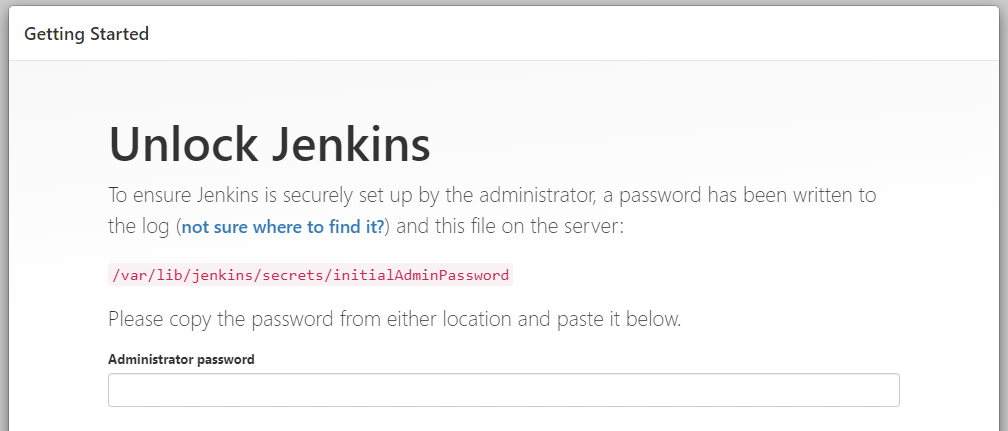 Getting Started
Unlock Jenkins
To ensure Jenkins is securely set up by the administrator, a password has been written to
the log (not sure where to find it?) and this file on the server:
/var/lib/jenkins/secrets/initialAdminPassword
Please copy the password from either location and paste it below.
Administrator password